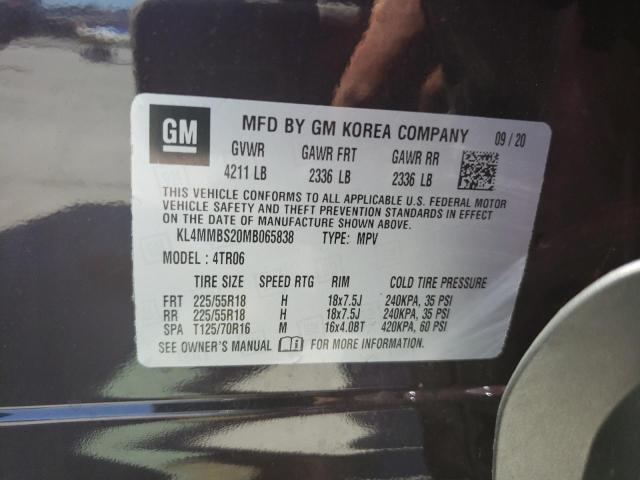 GM MFD BY GM KOREA COMPANY 09/20
GVWR GAWR FRT GAWR RR
4211 LB 2336 LB 2336 LB
THIS VEHICLE CONFORMS TO ALL APPLICABLE U.S. FEDERAL MOTOR
VEHICLE SAFETY AND THEFT PREVENTION STANDARDS IN EFFECT
ON THE DATE OF MANUFACTURE SHOWN ABOVE.
KL4MMBS20MB065838 TYPE: MPV
MODEL : 4TR06
TIRE SIZE SPEED RTG RIM COLD TIRE PRESSURE
FRT 225/55R18 H 18x7.5J 240KPA, 35 PSI
RR 225/55R18 H 18x7.5J 240KPA, 35 PSI
SPA T125/70R16 M 16x4.0BT 420KPA, 60 PSI
SEE OWNER'S MANUAL FOR MORE INFORMATION.